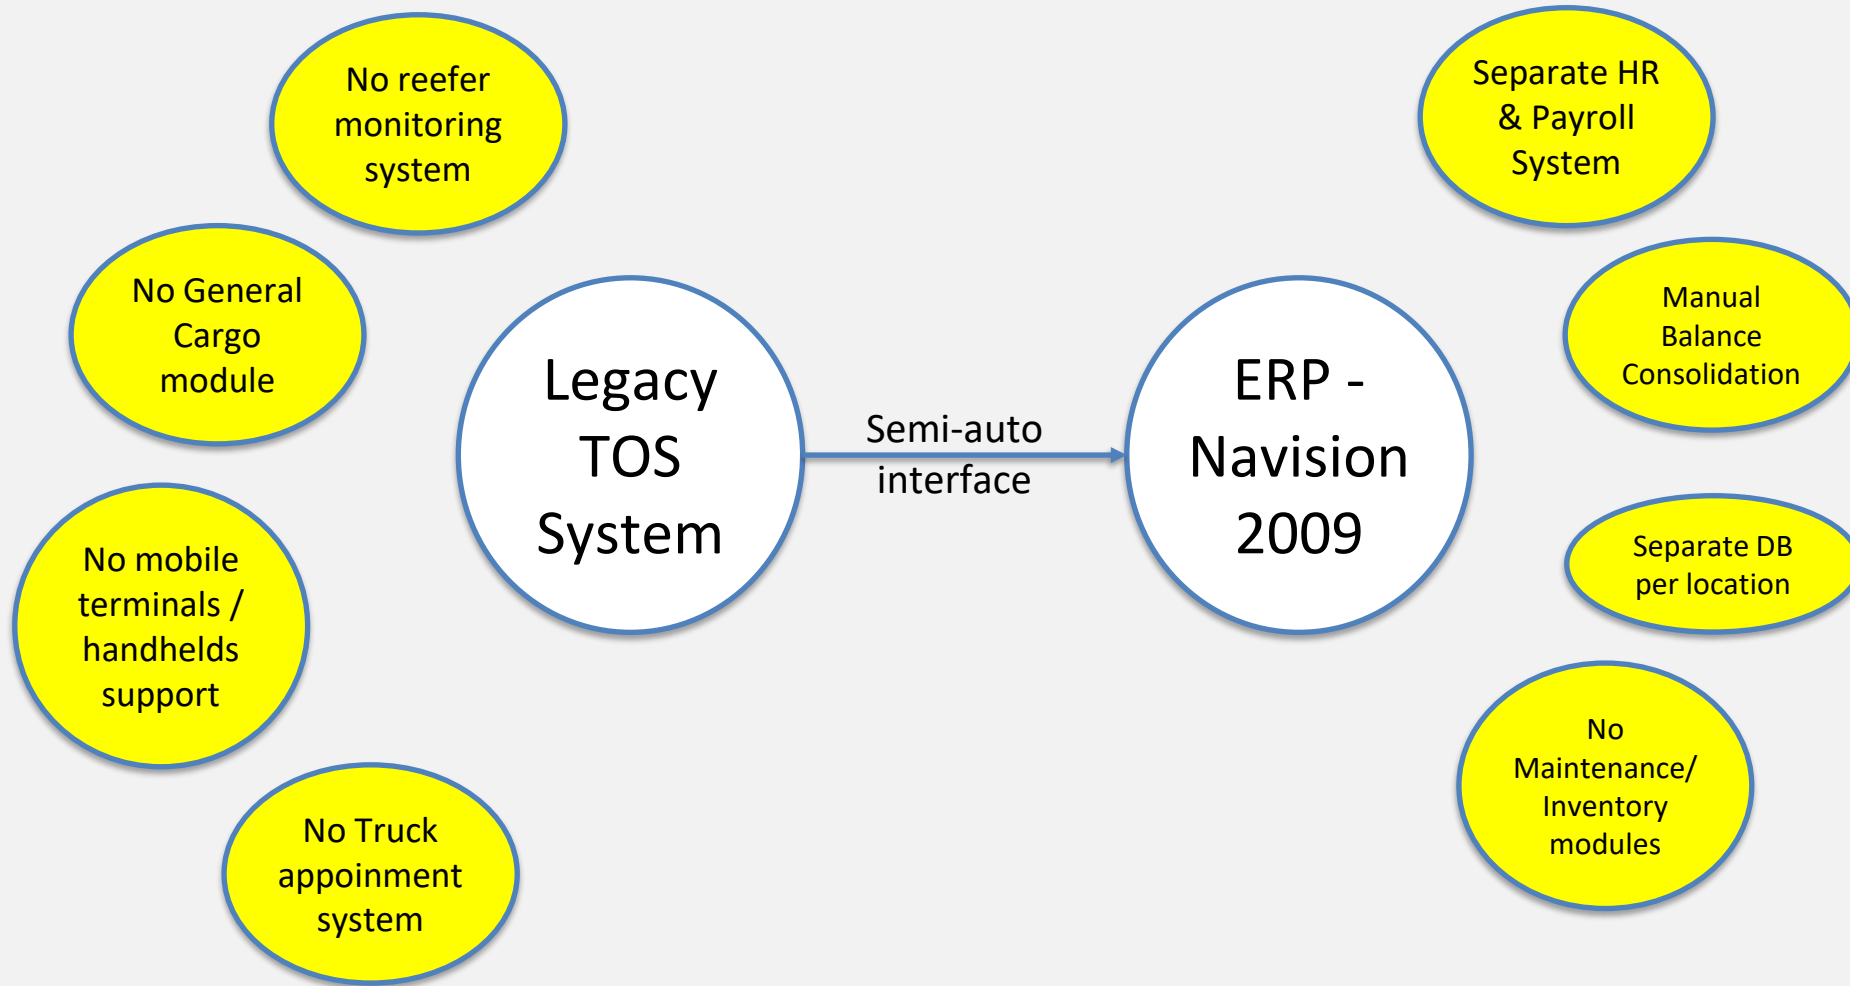 No reefer
monitoring
system
No General
Cargo
module
No mobile
terminals /
handhelds
support
No Truck
appoinment
system
Legacy
TOS
System
Semi-auto
interface
ERP -
Navision
2009
Separate HR
& Payroll
System
Manual
Balance
Consolidation
Separate DB
per location
No
Maintenance/
Inventory
modules